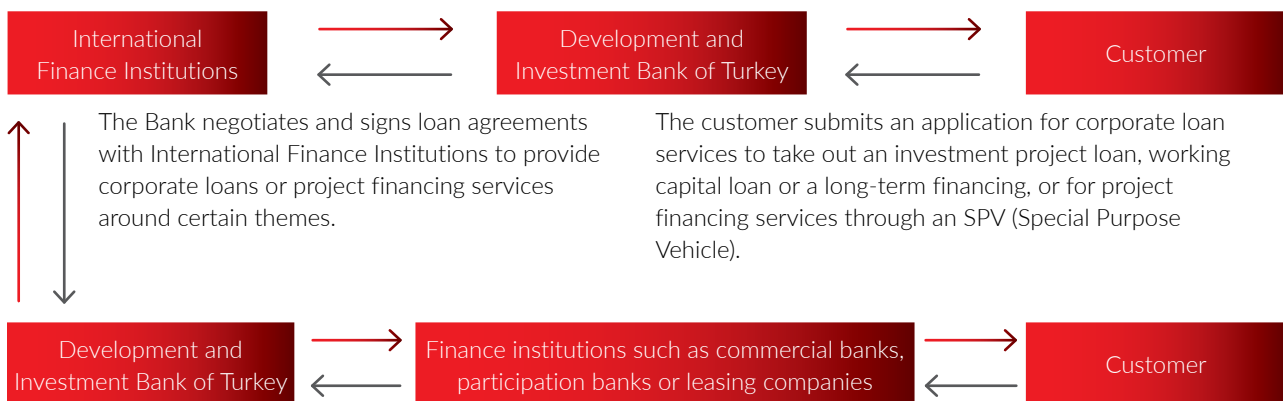 International
Finance Institutions
Development and
Investment Bank of Turkey
Customer
The Bank negotiates and signs loan agreements
with International Finance Institutions to provide
corporate loans or project financing services
around certain themes.
The customer submits an application for corporate loan
services to take out an investment project loan, working
capital loan or a long-term financing, or for project
financing services through an SPV (Special Purpose
Vehicle).
Development and
Investment Bank of Turkey
Finance institutions such as commercial banks,
participation banks or leasing companies
Customer